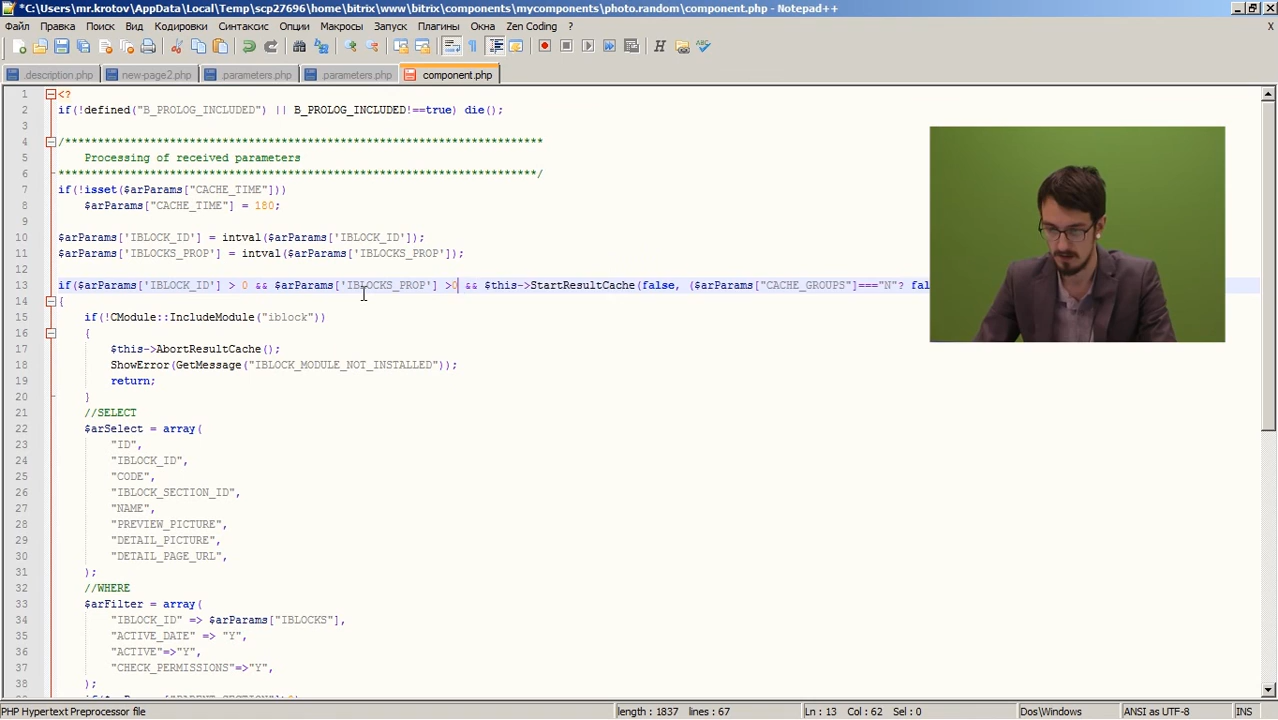 *C:\Users\mr.krotov\AppData\Local\Temp\scp27696\home\bitrix\www\bitrix\components\mycomponents\photo.random\component.php - Notepad++
Файл Правка Поиск Вид Кодировки Синтаксис Опции Макросы Запуск Плагины Окна Zen Coding ?
description.php new-page2.php .parameters.php .parameters.php component.php
1 <?
2 if(!defined("B_PROLOG_INCLUDED") || B_PROLOG_INCLUDED!==true) die();
3
4 /*************************************************************************
5 Processing of received parameters
6 *************************************************************************/
7 if(!isset($arParams["CACHE_TIME"]))
8 $arParams["CACHE_TIME"] = 180;
9
10 $arParams['IBLOCK_ID'] = intval($arParams['IBLOCK_ID']);
11 $arParams['IBLOCKS_PROP'] = intval($arParams['IBLOCKS_PROP']);
12
13 if($arParams['IBLOCK_ID'] > 0 && $arParams['IBLOCKS_PROP'] >0 && $this->StartResultCache(false, ($arParams["CACHE_GROUPS"]==="N"? fal
14 {
15 if(!CModule::IncludeModule("iblock"))
16 {
17 $this->AbortResultCache();
18 ShowError(GetMessage("IBLOCK_MODULE_NOT_INSTALLED"));
19 return;
20 }
21 //SELECT
22 $arSelect = array(
23 "ID",
24 "IBLOCK_ID",
25 "CODE",
26 "IBLOCK_SECTION_ID",
27 "NAME",
28 "PREVIEW_PICTURE",
29 "DETAIL_PICTURE",
30 "DETAIL_PAGE_URL",
31 );
32 //WHERE
33 $arFilter = array(
34 "IBLOCK_ID" => $arParams["IBLOCKS"],
35 "ACTIVE_DATE" => "Y",
36 "ACTIVE"=>"Y",
37 "CHECK_PERMISSIONS"=>"Y",
38 );
PHP Hypertext Preprocessor file length : 1837 lines : 67 Ln : 13 Col : 62 Sel : 0 Dos\Windows ANSI as UTF-8 INS